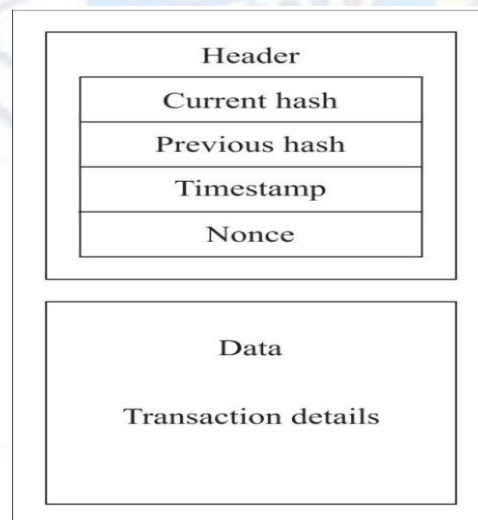 Header
Current hash
Previous hash
Timestamp
Nonce
Data
Transaction details